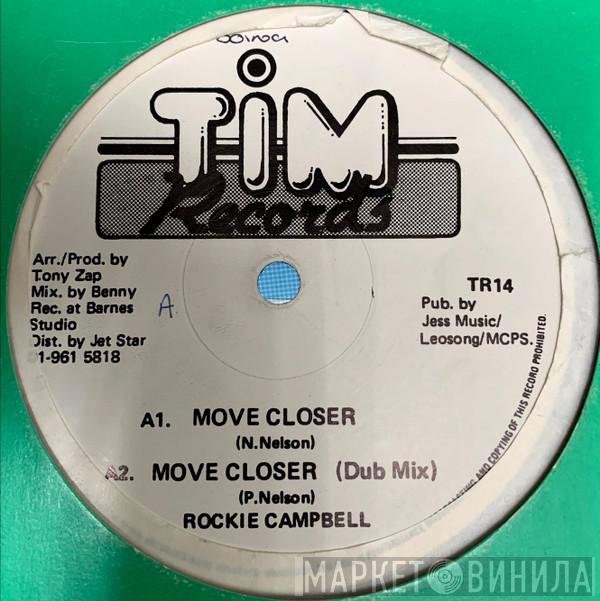 TiM
Records
Arr./Prod. by
Tony Zap
Mix. by Benny
Rec. at Barnes
Studio
Dist. by Jet Star
01-961 5818
A.
TR14
Pub. by
Jess Music/
Leosong/MCPS.
A1. MOVE CLOSER
(N.Nelson)
A2. MOVE CLOSER (Dub Mix)
(P.Nelson)
ROCKIE CAMPBELL
AND COPYING OF THIS RECORD PROHIBITED.
МАРКЕТ ВИНИЛА